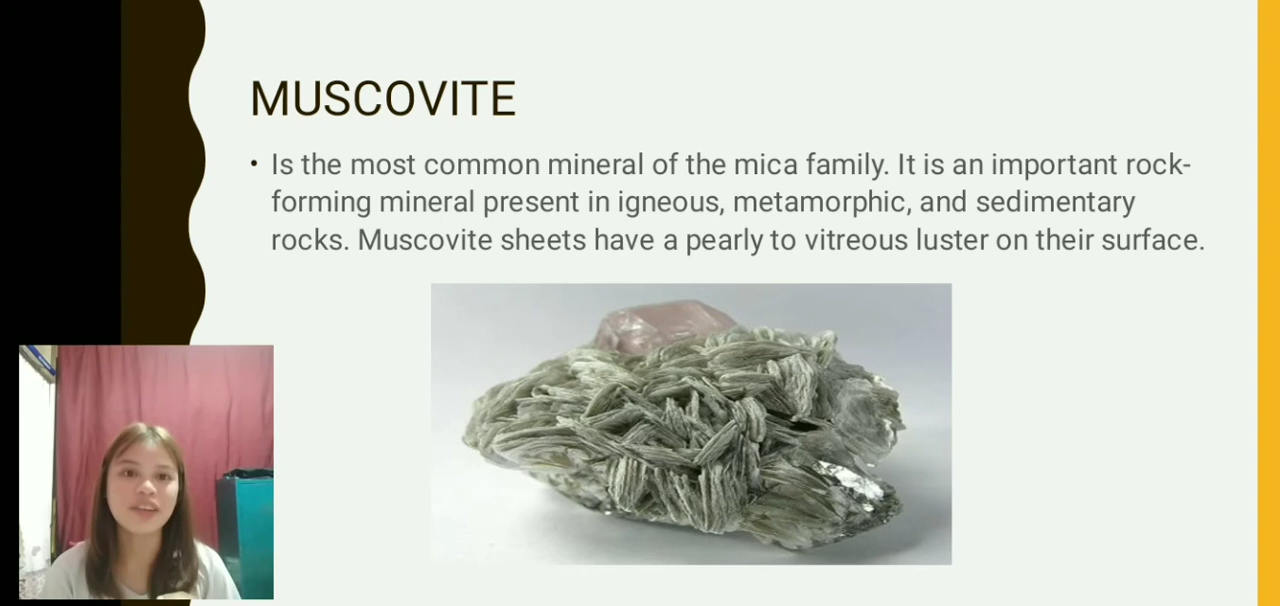 MUSCOVITE
• Is the most common mineral of the mica family. It is an important rock-
forming mineral present in igneous, metamorphic, and sedimentary
rocks. Muscovite sheets have a pearly to vitreous luster on their surface.